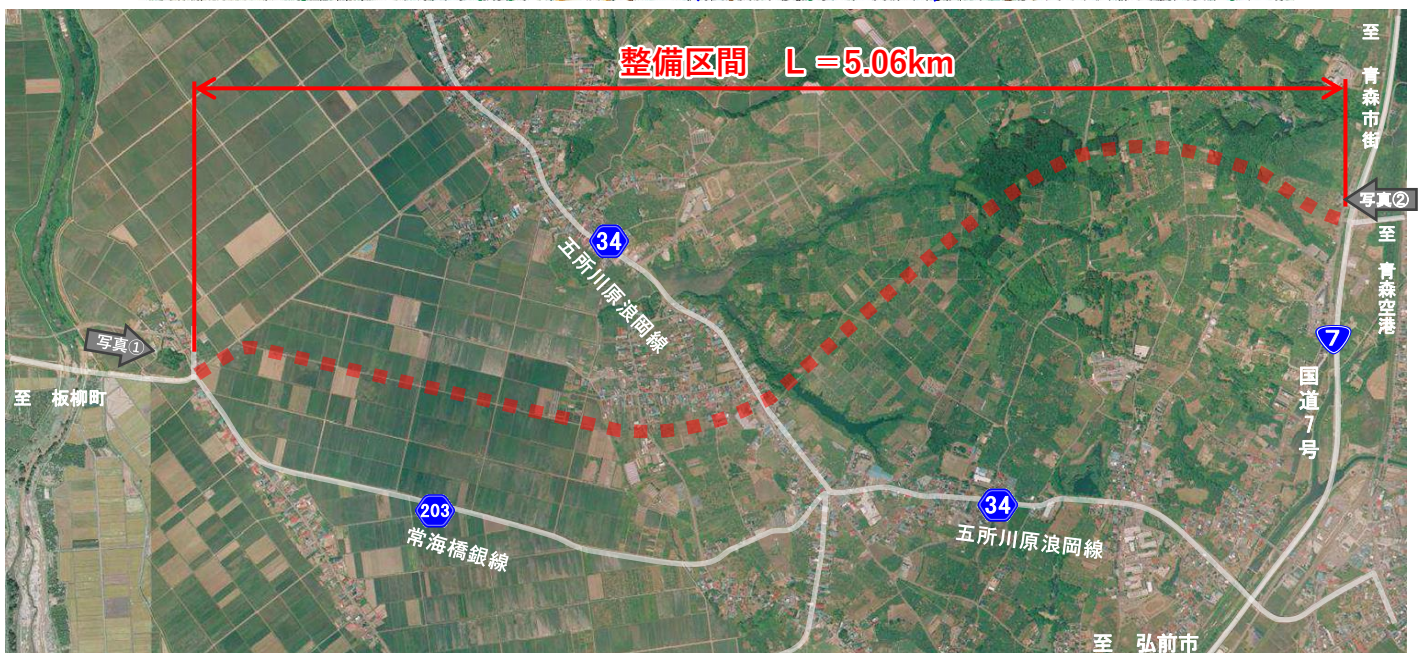 整備区間 L＝5.06km
至 青森市街
写真②
至 青森空港
34
五所川原浪岡線
7
国道7号
写真①
至 板柳町
203
常海橋銀線
34
五所川原浪岡線
至 弘前市